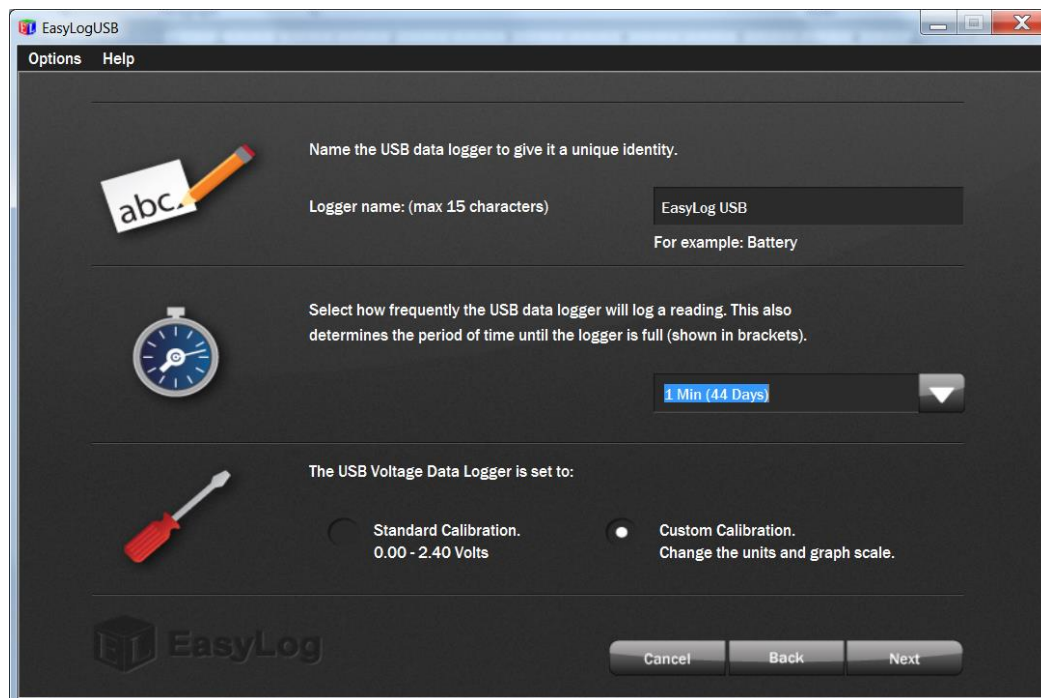 EasyLogUSB
Options Help
Name the USB data logger to give it a unique identity.
abc.
Logger name: (max 15 characters)
EasyLog USB
For example: Battery
Select how frequently the USB data logger will log a reading. This also
determines the period of time until the logger is full (shown in brackets).
1 Min (44 Days)
The USB Voltage Data Logger is set to:
Standard Calibration.
0.00 - 2.40 Volts
Custom Calibration.
Change the units and graph scale.
EL EasyLog
Cancel Back Next